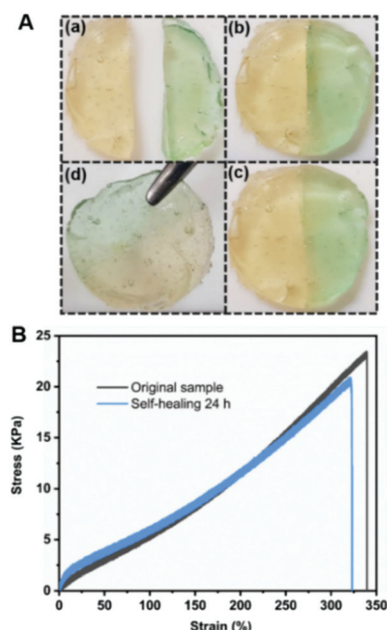 A
(a)
(b)
(d)
(c)
B
25
20
15
10
5
0
Original sample
Self-healing 24 h
Stress (KPa)
0 50 100 150 200 250 300 350
Strain (%)